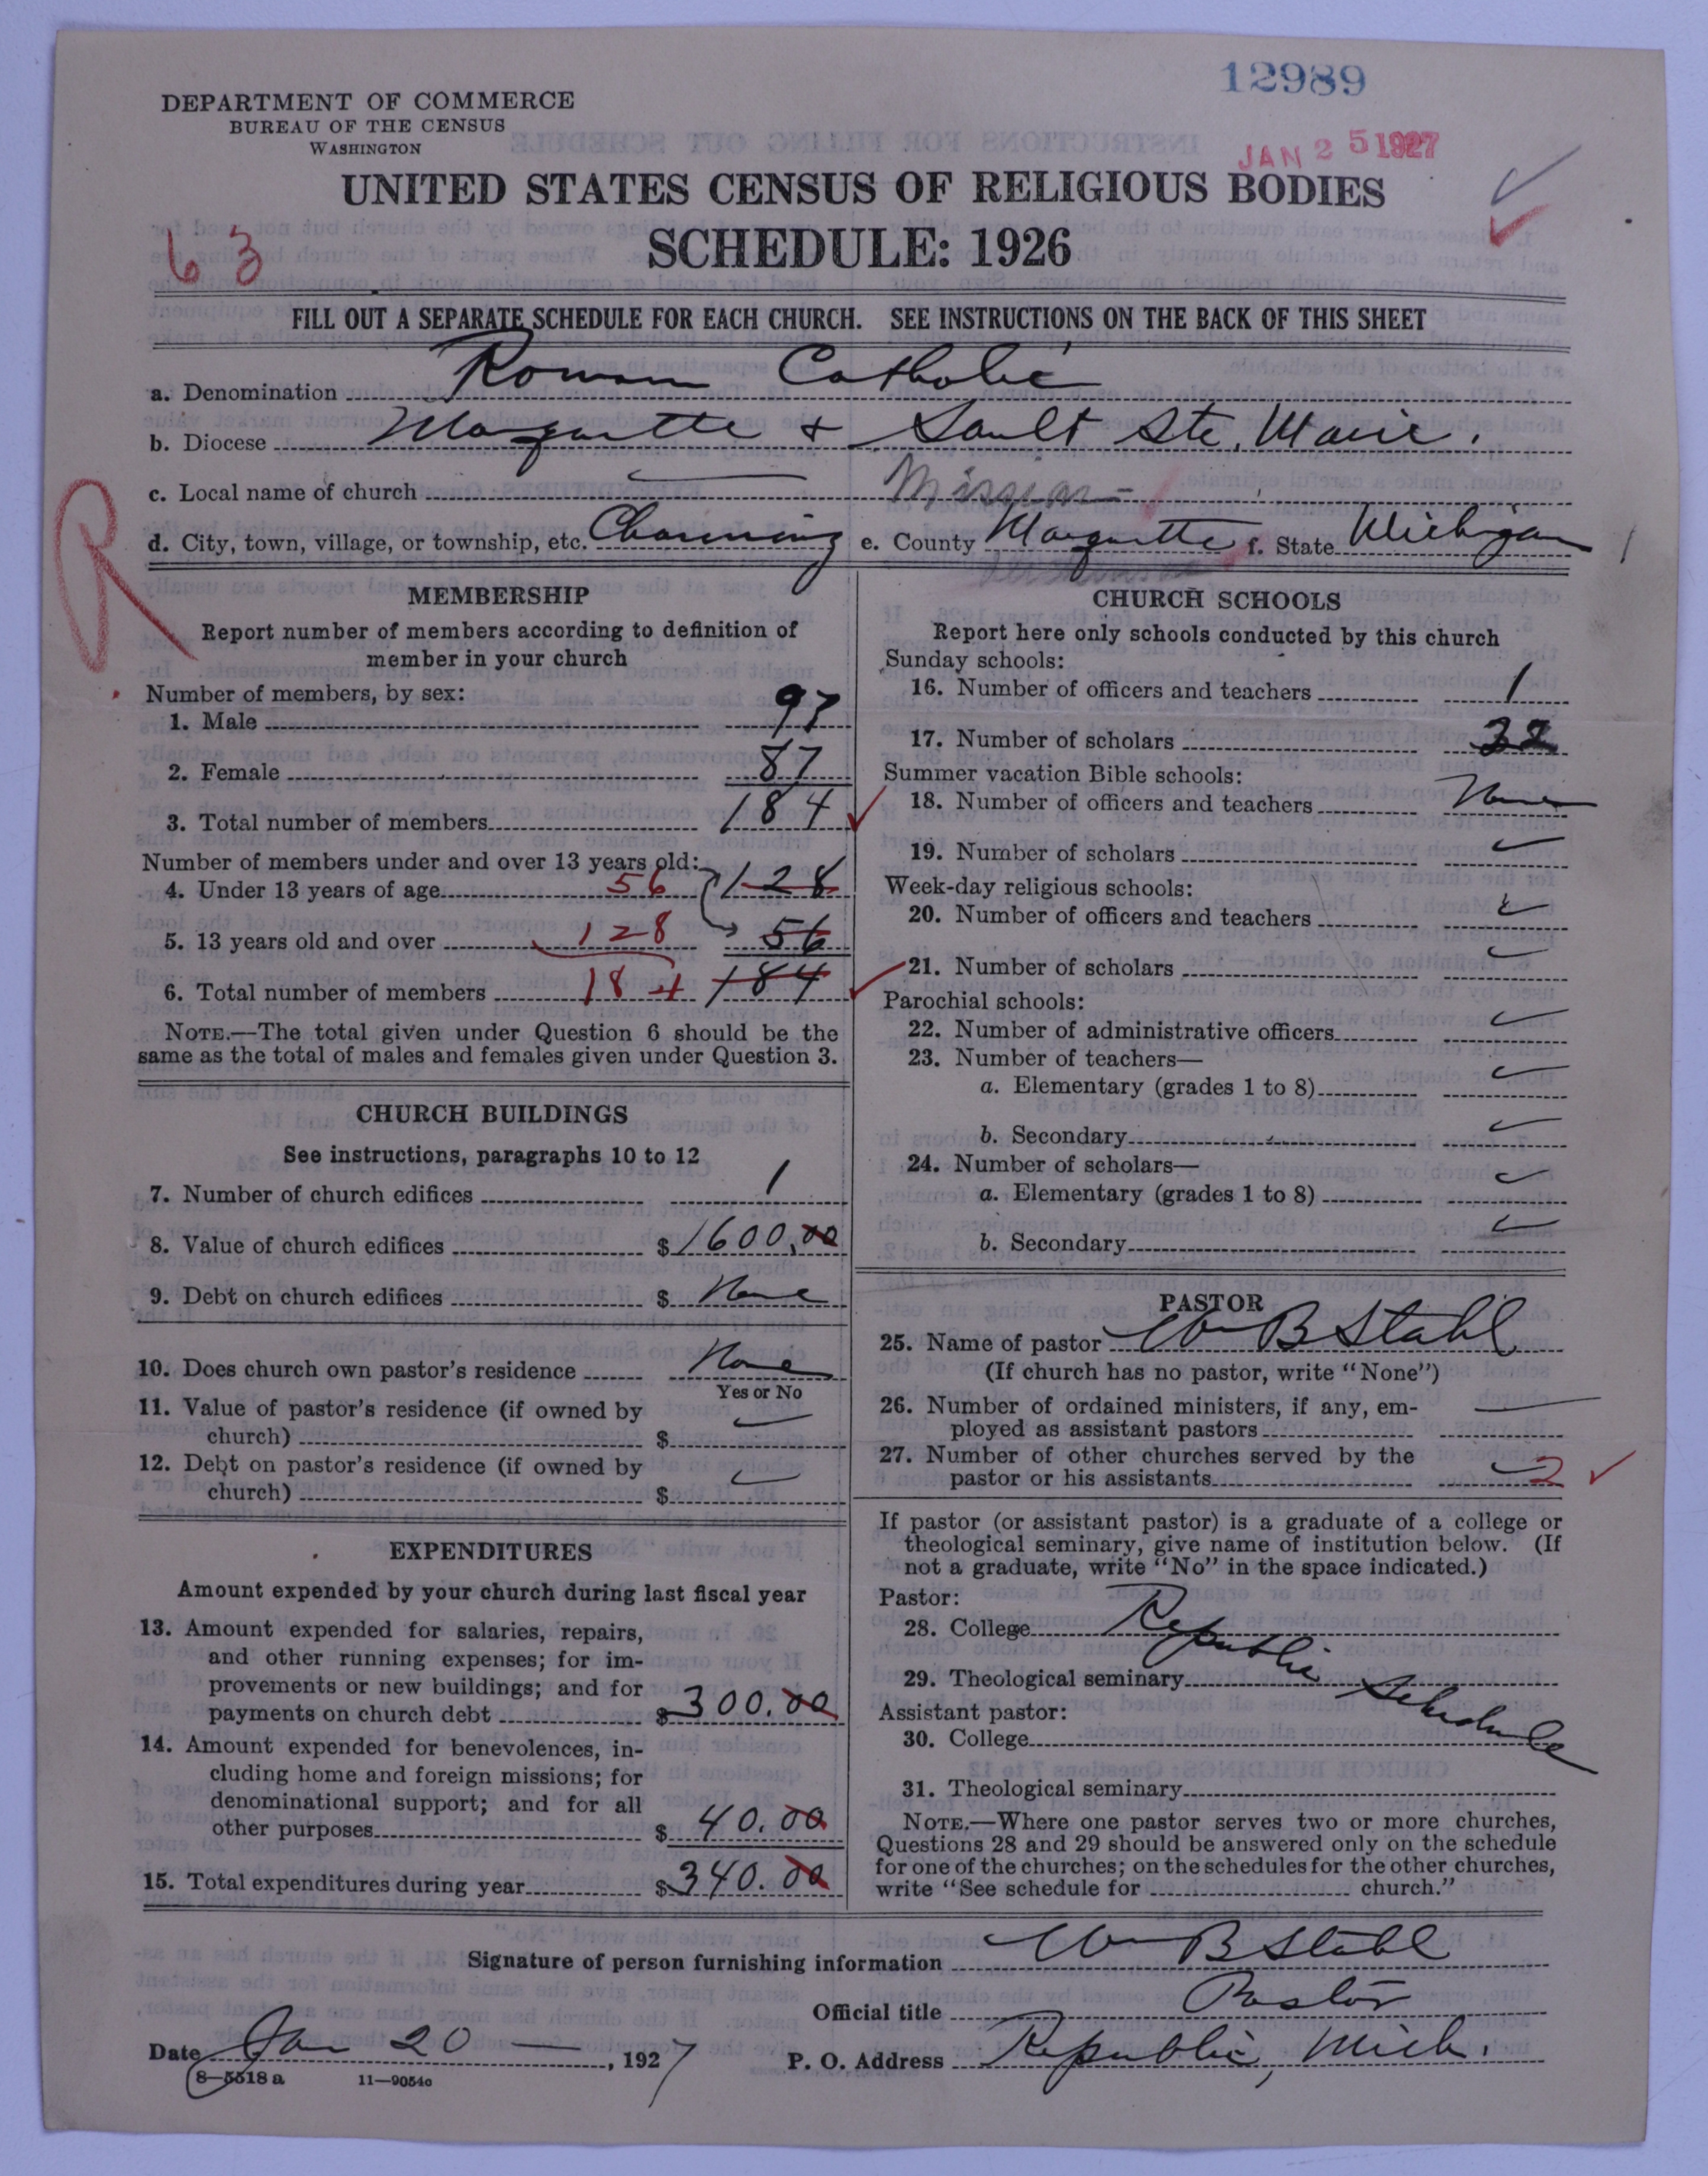 12989
DEPARTMENT OF COMMERCE
BUREAU OF THE CENSUS
WASHINGTON
JAN 25 1927
UNITED STATES CENSUS OF RELIGIOUS BODIES
63
SCHEDULE: 1926
FILL OUT A SEPARATE SCHEDULE FOR EACH CHURCH. SEE INSTRUCTIONS ON THE BACK OF THIS SHEET
a. Denomination Roman Catholic
b. Diocese Marquette & Sault Ste. Marie.
c. Local name of church — Mission -
d. City, town, village, or township, etc. Channing e. County Marquette f. State Michigan
R
MEMBERSHIP
Report number of members according to definition of
member in your church
Number of members, by sex:
1. Male 97
2. Female 87
3. Total number of members 184
Number of members under and over 13 years old:
4. Under 13 years of age 56 128
5. 13 years old and over 128 56
6. Total number of members 184 184
NOTE.—The total given under Question 6 should be the
same as the total of males and females given under Question 3.
CHURCH BUILDINGS
See instructions, paragraphs 10 to 12
7. Number of church edifices 1
8. Value of church edifices $1600.00
9. Debt on church edifices $ None
10. Does church own pastor's residence None
Yes or No
11. Value of pastor's residence (if owned by
church) $
12. Debt on pastor's residence (if owned by
church) $
EXPENDITURES
Amount expended by your church during last fiscal year
13. Amount expended for salaries, repairs,
and other running expenses; for im-
provements or new buildings; and for
payments on church debt $300.00
14. Amount expended for benevolences, in-
cluding home and foreign missions; for
denominational support; and for all
other purposes $40.00
15. Total expenditures during year $340.00
CHURCH SCHOOLS
Report here only schools conducted by this church
Sunday schools:
16. Number of officers and teachers 1
17. Number of scholars 32
Summer vacation Bible schools:
18. Number of officers and teachers None
19. Number of scholars
Week-day religious schools:
20. Number of officers and teachers
21. Number of scholars
Parochial schools:
22. Number of administrative officers
23. Number of teachers—
a. Elementary (grades 1 to 8)
b. Secondary
24. Number of scholars—
a. Elementary (grades 1 to 8)
b. Secondary
PASTOR
25. Name of pastor Wm B Stahl
(If church has no pastor, write "None")
26. Number of ordained ministers, if any, em-
ployed as assistant pastors —
27. Number of other churches served by the
pastor or his assistants 2
If pastor (or assistant pastor) is a graduate of a college or
theological seminary, give name of institution below. (If
not a graduate, write "No" in the space indicated.)
Pastor:
28. College Republic
29. Theological seminary Schedule
Assistant pastor:
30. College
31. Theological seminary
NOTE.—Where one pastor serves two or more churches,
Questions 28 and 29 should be answered only on the schedule
for one of the churches; on the schedules for the other churches,
write "See schedule for church."
Signature of person furnishing information Wm B Stahl
Official title Pastor
Date Jan 20 —, 1927 P. O. Address Republic, Mich.
8—5518 a 11—9054o